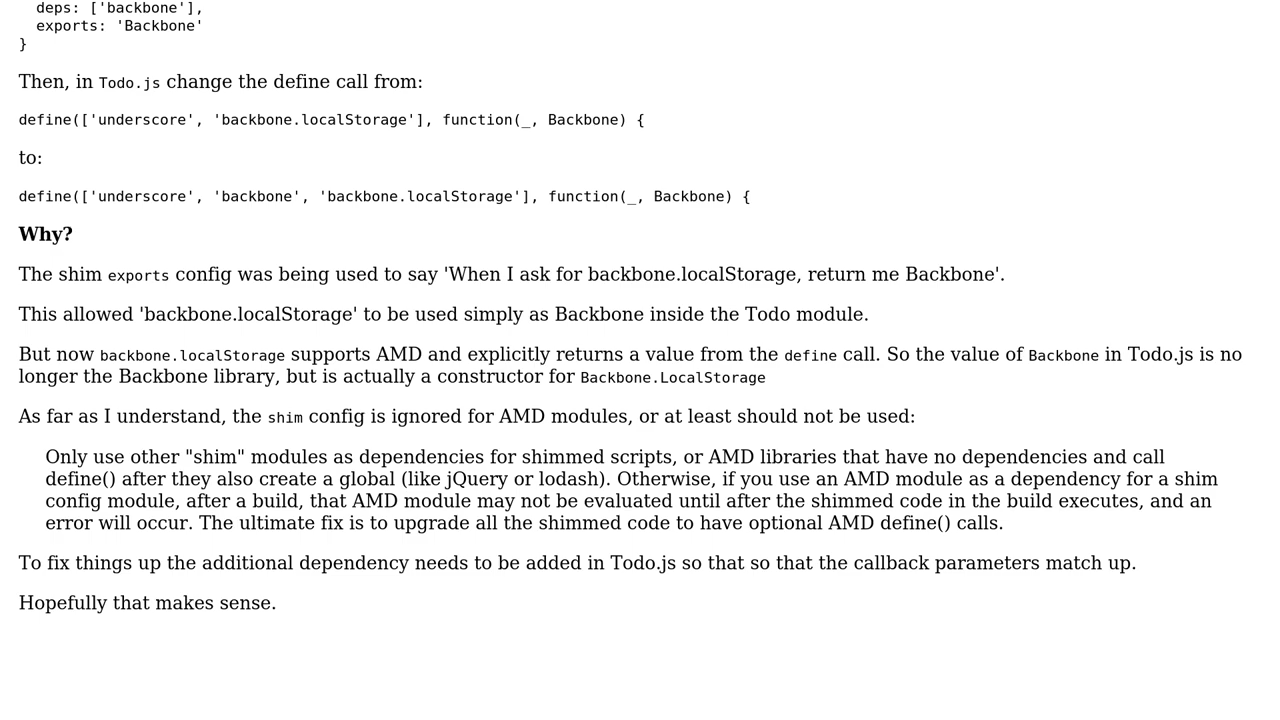 deps: ['backbone'],
exports: 'Backbone'
}
Then, in Todo.js change the define call from:
define(['underscore', 'backbone.localStorage'], function(_, Backbone) {
to:
define(['underscore', 'backbone', 'backbone.localStorage'], function(_, Backbone) {
Why?
The shim exports config was being used to say 'When I ask for backbone.localStorage, return me Backbone'.
This allowed 'backbone.localStorage' to be used simply as Backbone inside the Todo module.
But now backbone.localStorage supports AMD and explicitly returns a value from the define call. So the value of Backbone in Todo.js is no
longer the Backbone library, but is actually a constructor for Backbone.LocalStorage
As far as I understand, the shim config is ignored for AMD modules, or at least should not be used:
Only use other "shim" modules as dependencies for shimmed scripts, or AMD libraries that have no dependencies and call
define() after they also create a global (like jQuery or lodash). Otherwise, if you use an AMD module as a dependency for a shim
config module, after a build, that AMD module may not be evaluated until after the shimmed code in the build executes, and an
error will occur. The ultimate fix is to upgrade all the shimmed code to have optional AMD define() calls.
To fix things up the additional dependency needs to be added in Todo.js so that so that the callback parameters match up.
Hopefully that makes sense.